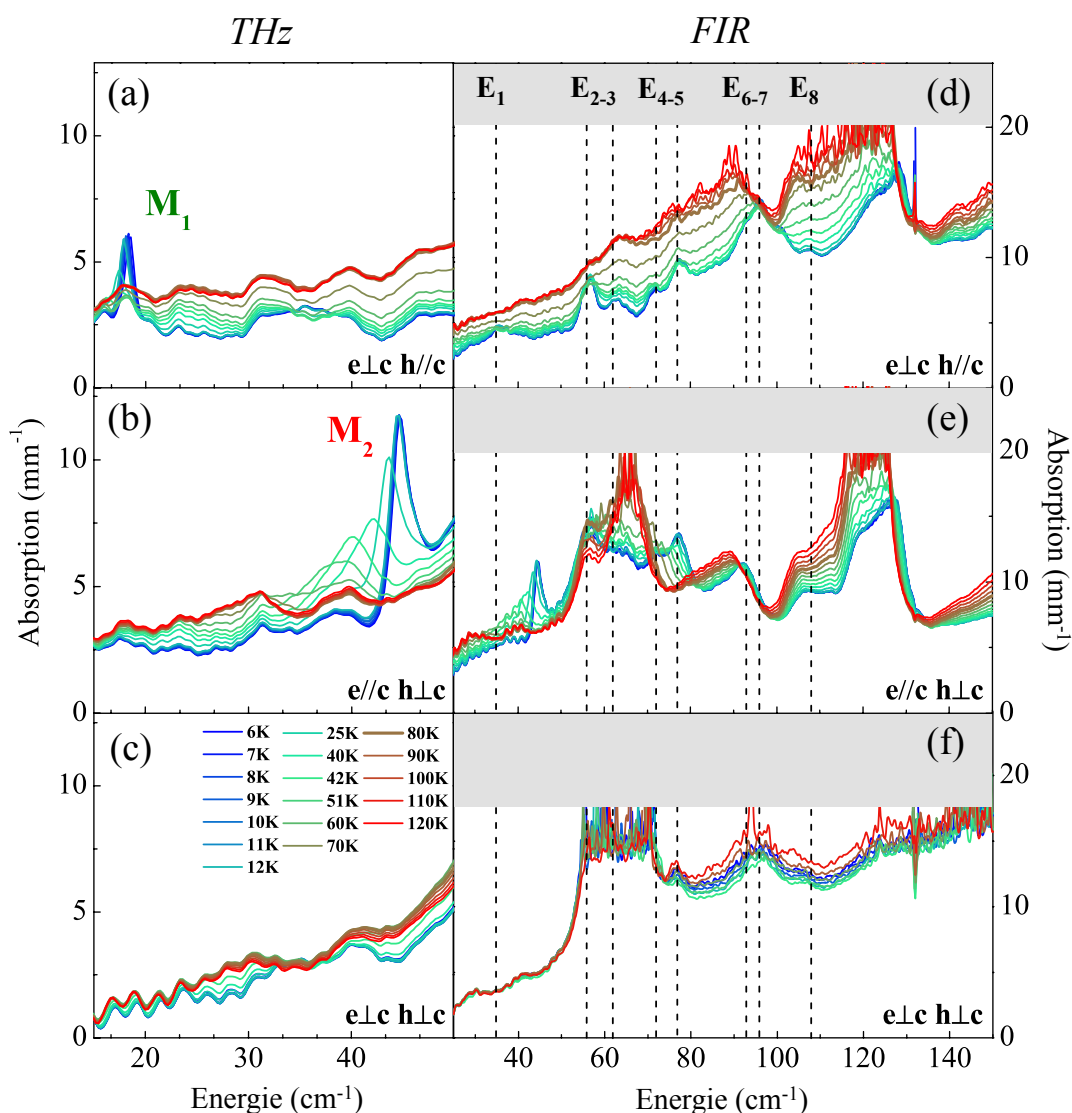 THz FIR
(a) M1
10
5
0
e⊥c h//c
E1 E2-3 E4-5 E6-7 E8 (d)
20
10
0
e⊥c h//c
(b) M2
10
5
0
e//c h⊥c
(e)
20
10
0
e//c h⊥c
Absorption (mm-1)
Absorption (mm-1)
(c)
6K 25K 80K
7K 40K 90K
8K 42K 100K
9K 51K 110K
10K 60K 120K
11K 70K
12K
10
5
0
e⊥c h⊥c
(f)
20
10
0
e⊥c h⊥c
20 30 40
40 60 80 100 120 140
Energie (cm-1) Energie (cm-1)